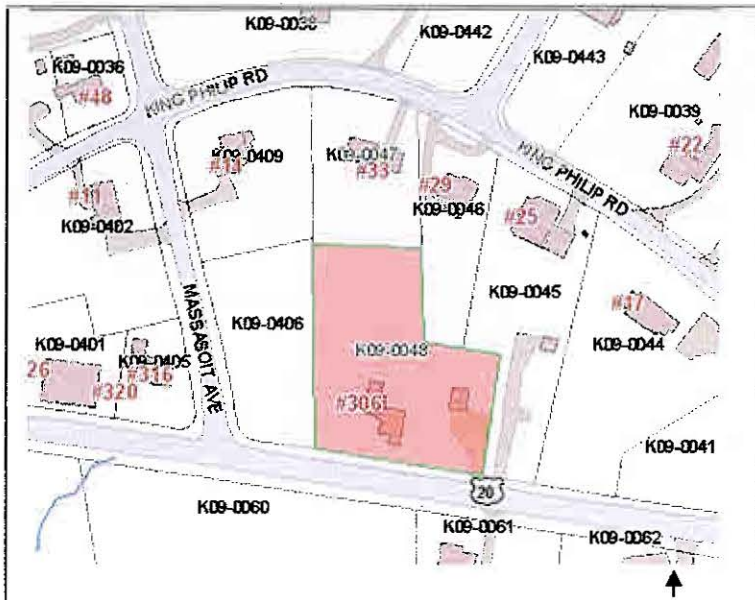 K09-0038
K09-0442
K09-0443
K09-0036
#48
KING PHILIP RD
K09-0039
#22
K09-0409
K09-0047
#33
KING PHILIP RD
#29
K09-0046
#11
K09-0402
#25
MASSASOIT AVE
K09-0045
#37
K09-0044
K09-0406
K09-0048
K09-0401
K09-0405
26
#316
#320
#306
K09-0041
20
K09-0060
K09-0061
K09-0062